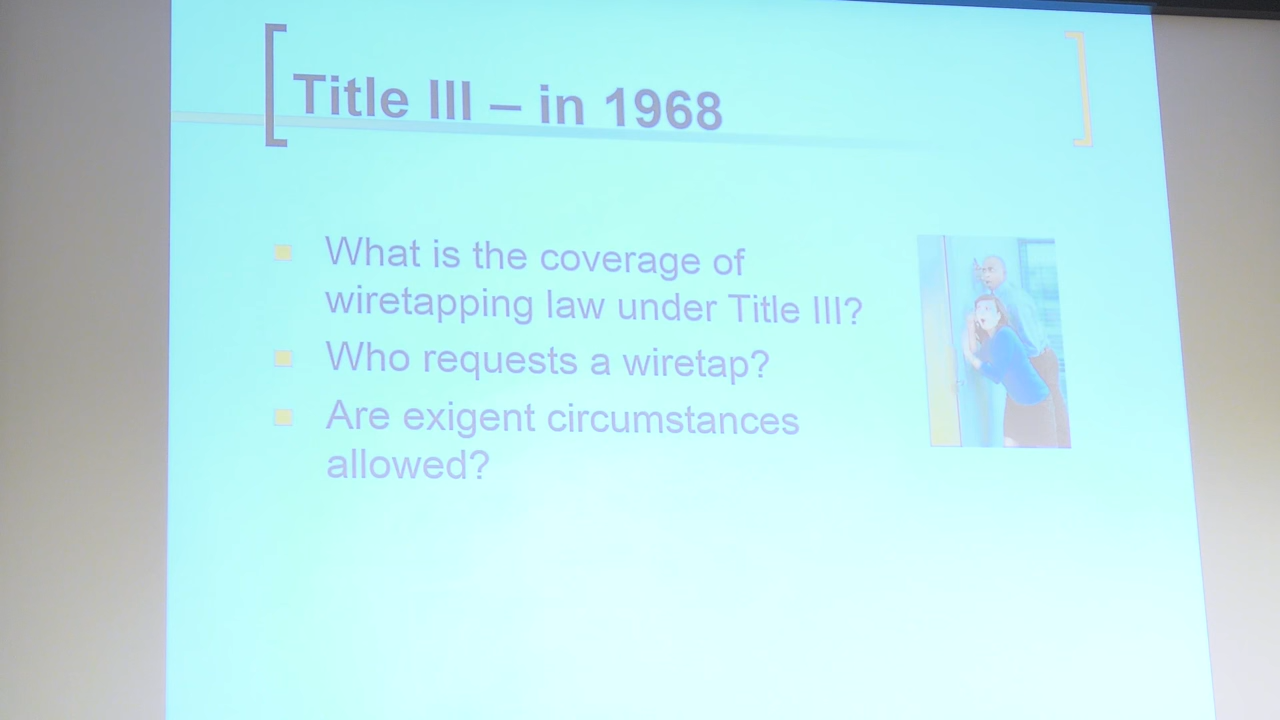 Title III – in 1968
What is the coverage of
wiretapping law under Title III?
Who requests a wiretap?
Are exigent circumstances
allowed?